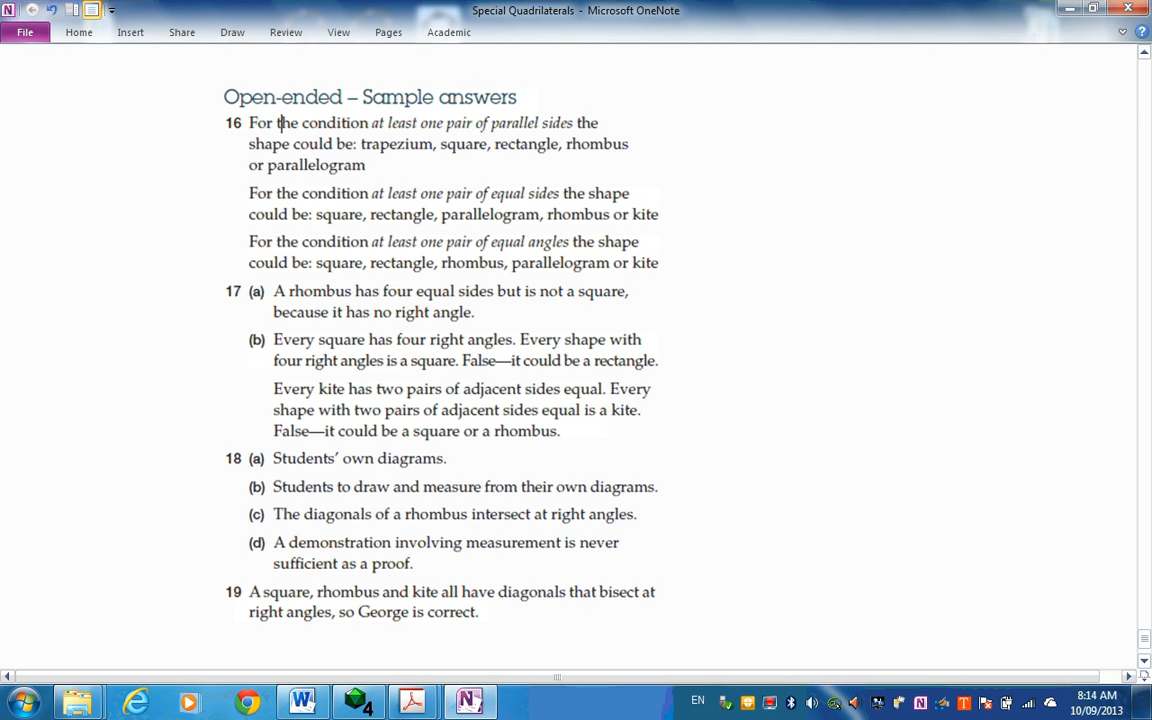 Special Quadrilaterals - Microsoft OneNote
File Home Insert Share Draw Review View Pages Academic
Open-ended – Sample answers
16 For the condition at least one pair of parallel sides the
shape could be: trapezium, square, rectangle, rhombus
or parallelogram
For the condition at least one pair of equal sides the shape
could be: square, rectangle, parallelogram, rhombus or kite
For the condition at least one pair of equal angles the shape
could be: square, rectangle, rhombus, parallelogram or kite
17 (a) A rhombus has four equal sides but is not a square,
because it has no right angle.
(b) Every square has four right angles. Every shape with
four right angles is a square. False—it could be a rectangle.
Every kite has two pairs of adjacent sides equal. Every
shape with two pairs of adjacent sides equal is a kite.
False—it could be a square or a rhombus.
18 (a) Students’ own diagrams.
(b) Students to draw and measure from their own diagrams.
(c) The diagonals of a rhombus intersect at right angles.
(d) A demonstration involving measurement is never
sufficient as a proof.
19 A square, rhombus and kite all have diagonals that bisect at
right angles, so George is correct.
EN
8:14 AM
10/09/2013